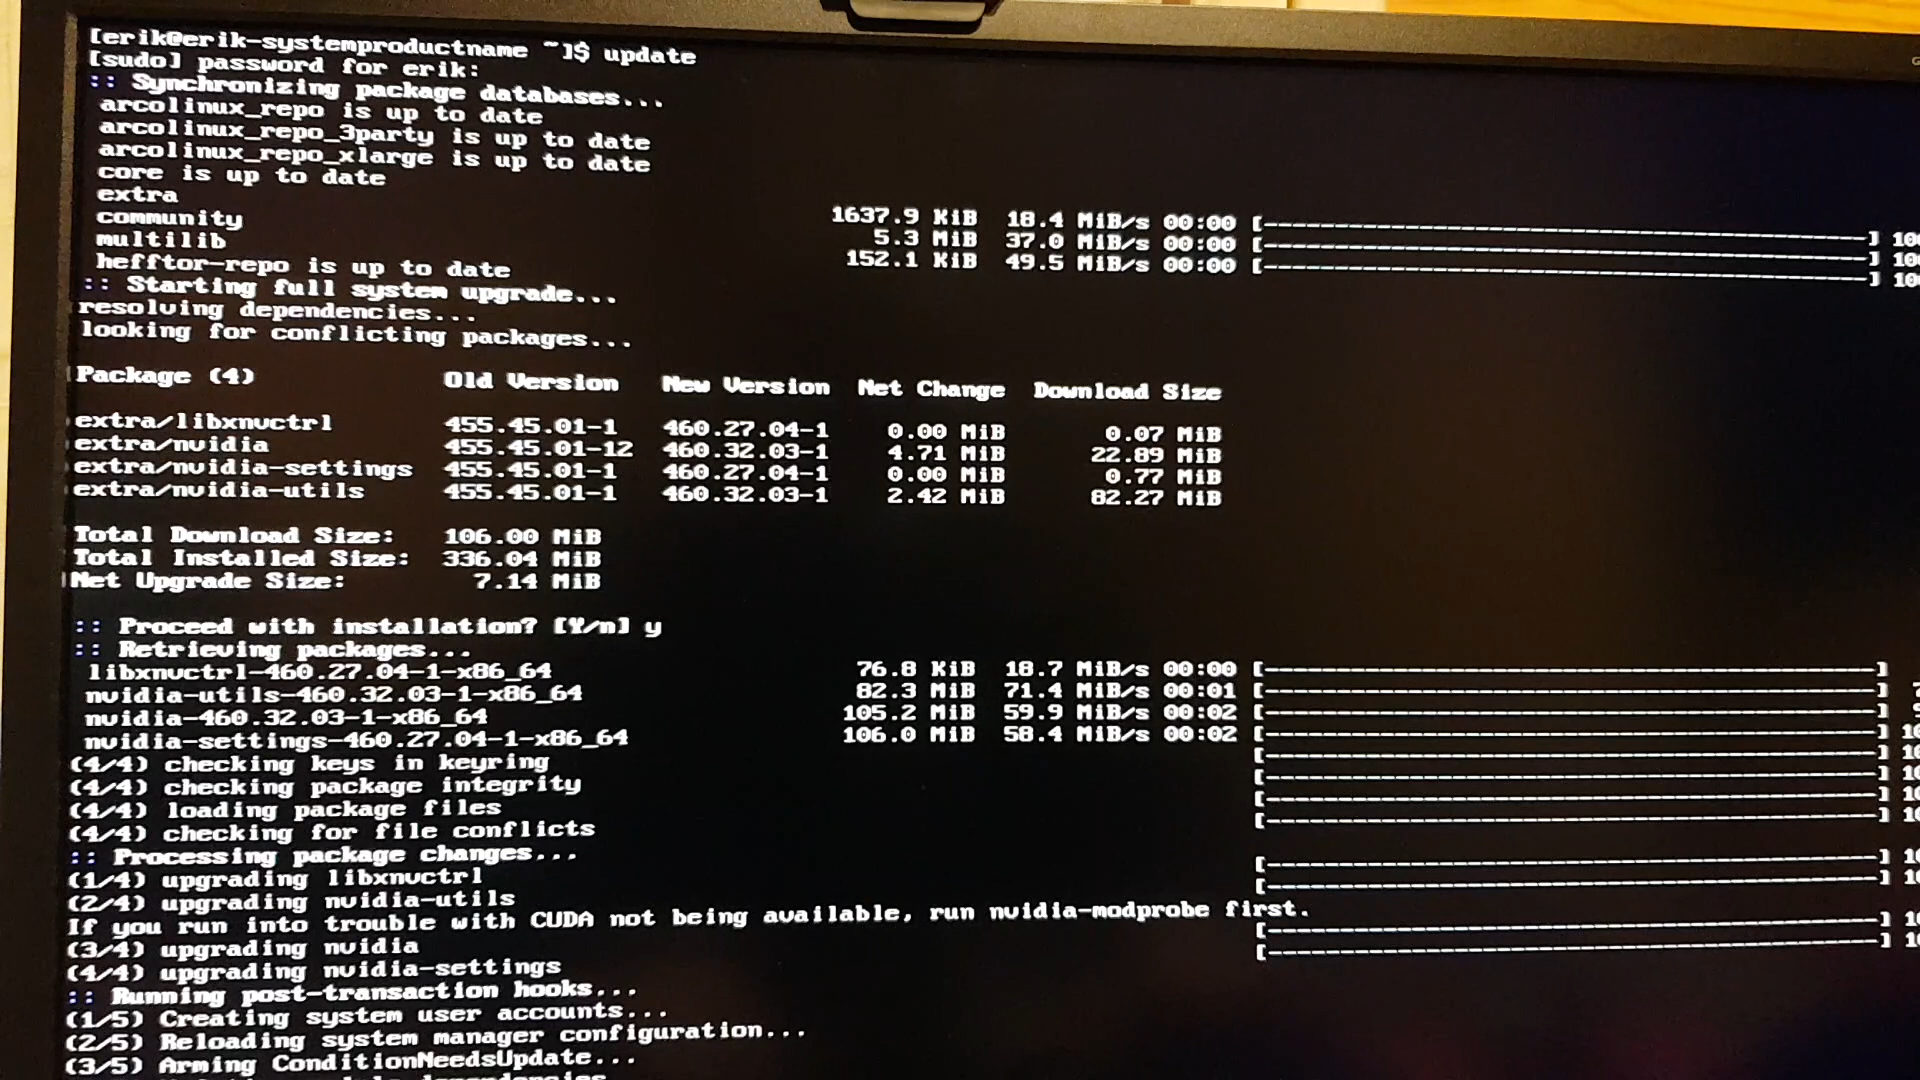 [erik@erik-systemproductname ~]$ update
[sudo] password for erik:
:: Synchronizing package databases...
arcolinux_repo is up to date
arcolinux_repo_3party is up to date
arcolinux_repo_xlarge is up to date
core is up to date
extra 1637.9 KiB 18.4 MiB/s 00:00 [----------] 100
community 5.3 MiB 37.0 MiB/s 00:00 [----------] 100
multilib 152.1 KiB 49.5 MiB/s 00:00 [----------] 100
hefftor-repo is up to date
:: Starting full system upgrade...
resolving dependencies...
looking for conflicting packages...
Package (4) Old Version New Version Net Change Download Size
extra/libxnvctrl 455.45.01-1 460.27.04-1 0.00 MiB 0.07 MiB
extra/nvidia 455.45.01-12 460.32.03-1 4.71 MiB 22.89 MiB
extra/nvidia-settings 455.45.01-1 460.27.04-1 0.00 MiB 0.77 MiB
extra/nvidia-utils 455.45.01-1 460.32.03-1 2.42 MiB 82.27 MiB
Total Download Size: 106.00 MiB
Total Installed Size: 336.04 MiB
Net Upgrade Size: 7.14 MiB
:: Proceed with installation? [Y/n] y
:: Retrieving packages...
libxnvctrl-460.27.04-1-x86_64 76.8 KiB 18.7 MiB/s 00:00 [----------]
nvidia-utils-460.32.03-1-x86_64 82.3 MiB 71.4 MiB/s 00:01 [----------]
nvidia-460.32.03-1-x86_64 105.2 MiB 59.9 MiB/s 00:02 [----------]
nvidia-settings-460.27.04-1-x86_64 106.0 MiB 58.4 MiB/s 00:02 [----------] 10
(4/4) checking keys in keyring [----------] 10
(4/4) checking package integrity [----------] 10
(4/4) loading package files [----------] 10
(4/4) checking for file conflicts [----------] 10
:: Processing package changes...
(1/4) upgrading libxnvctrl [----------] 10
(2/4) upgrading nvidia-utils [----------] 10
If you run into trouble with CUDA not being available, run nvidia-modprobe first.
(3/4) upgrading nvidia [----------] 10
(4/4) upgrading nvidia-settings [----------] 10
:: Running post-transaction hooks...
(1/5) Creating system user accounts...
(2/5) Reloading system manager configuration...
(3/5) Arming ConditionNeedsUpdate...